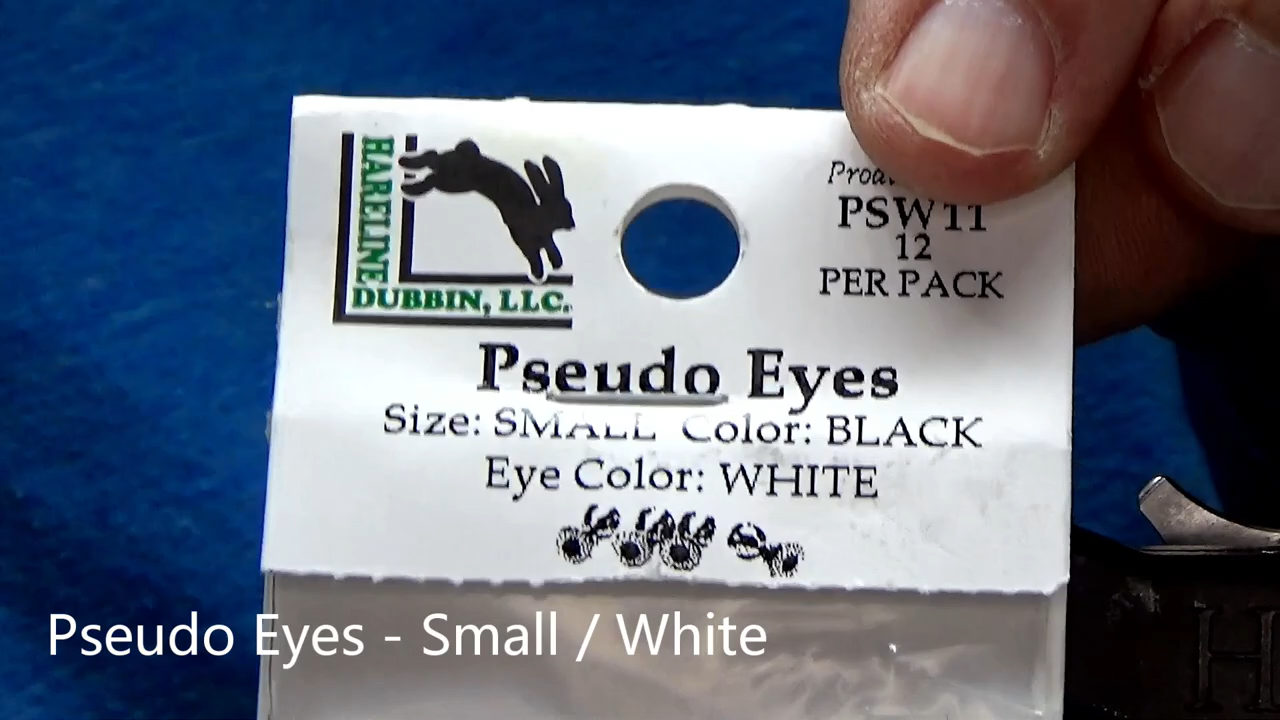 HARELINE
DUBBIN, LLC.
PSW11
12
PER PACK
Pseudo Eyes
Size: SMALL Color: BLACK
Eye Color: WHITE
Pseudo Eyes - Small / White
H